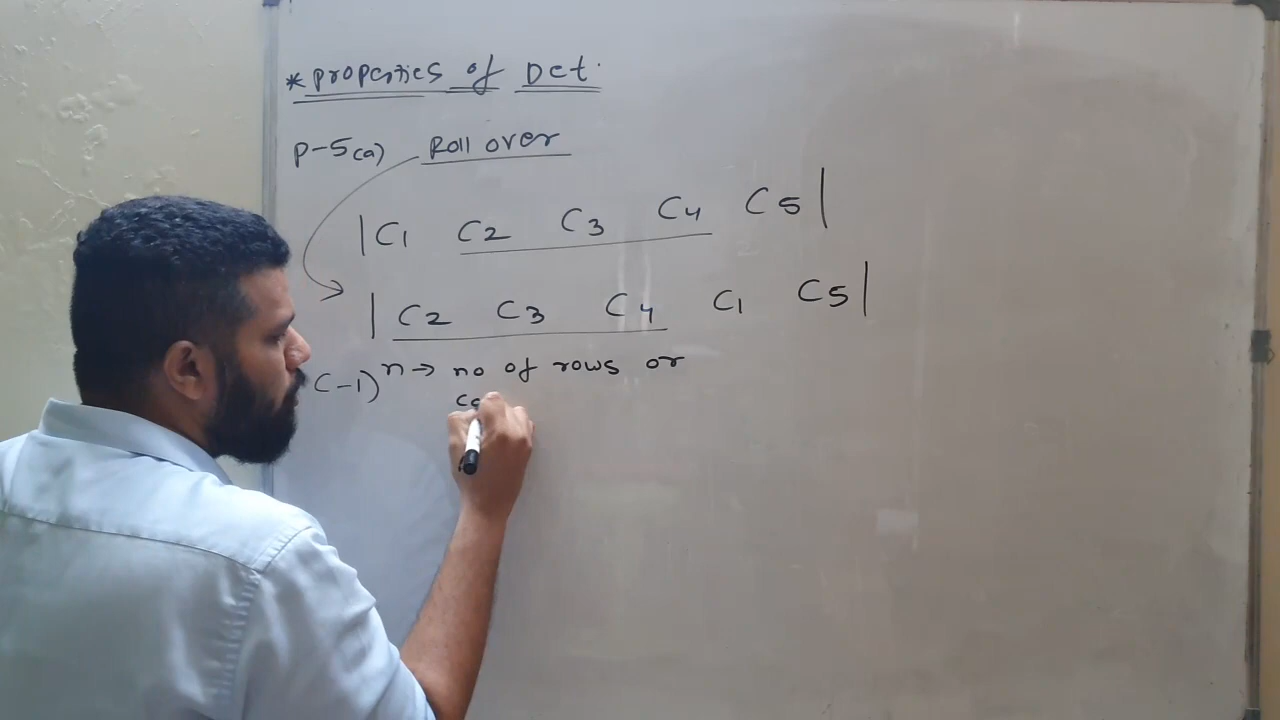 * Properties of Det.
P-5(a) Roll over
|C1 C2 C3 C4 C5|
|C2 C3 C4 C1 C5|
(-1)^n → no of rows or